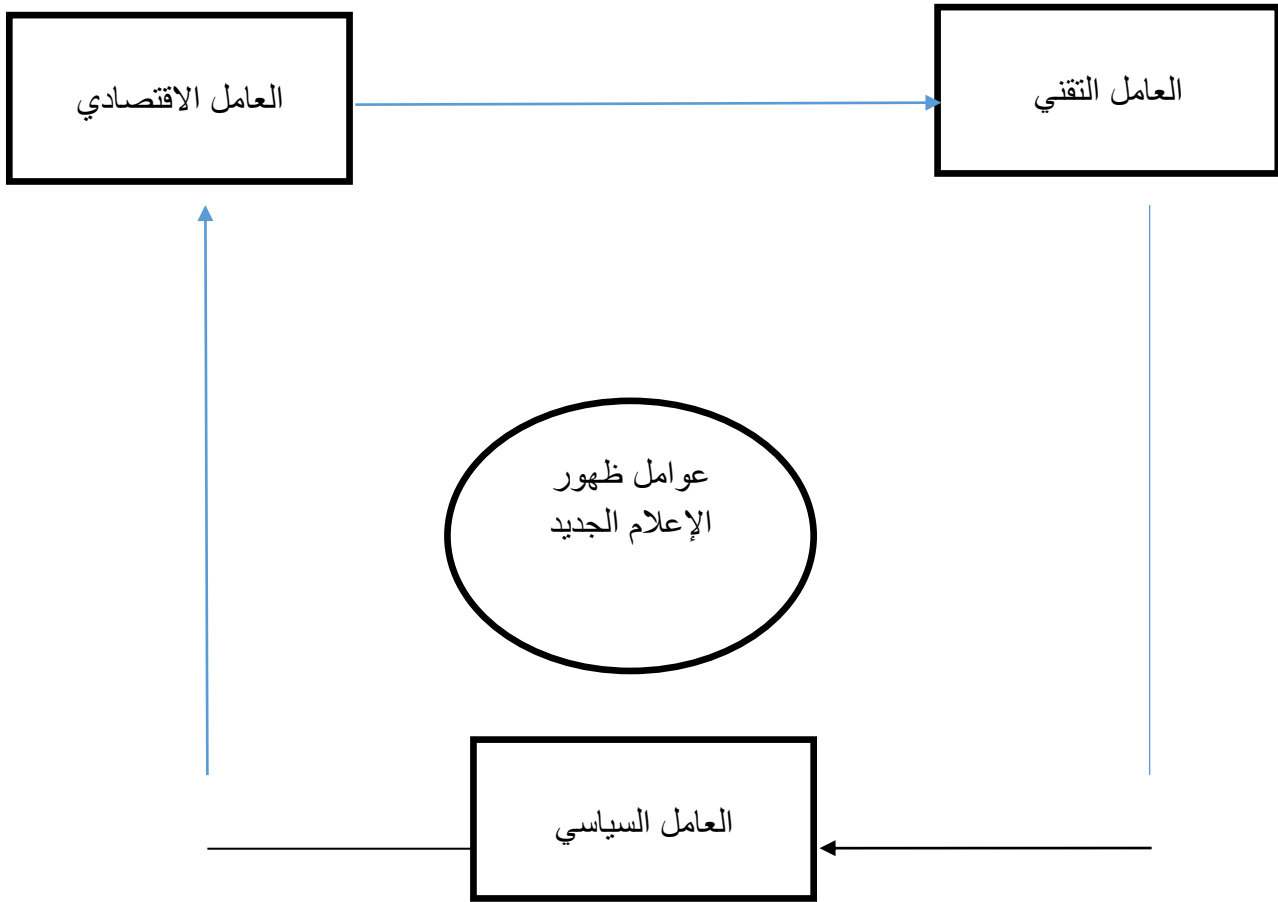 العامل التقني
العامل الاقتصادي
عوامل ظهور
الإعلام الجديد
العامل السياسي